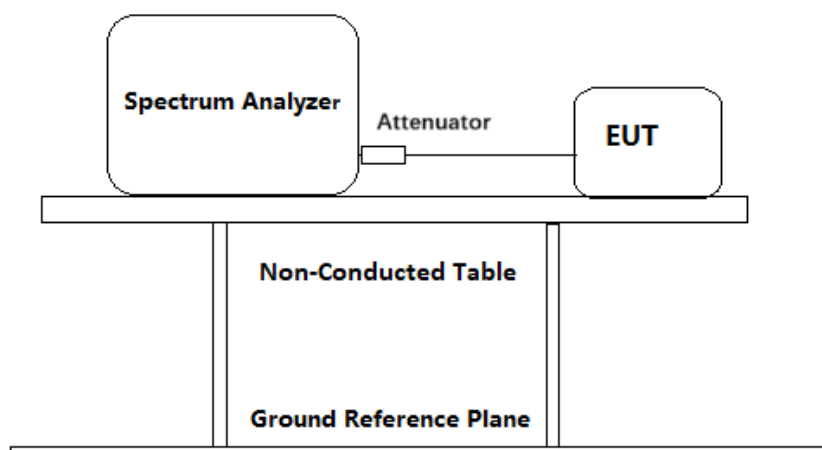 Spectrum Analyzer
Attenuator
EUT
Non-Conducted Table
Ground Reference Plane